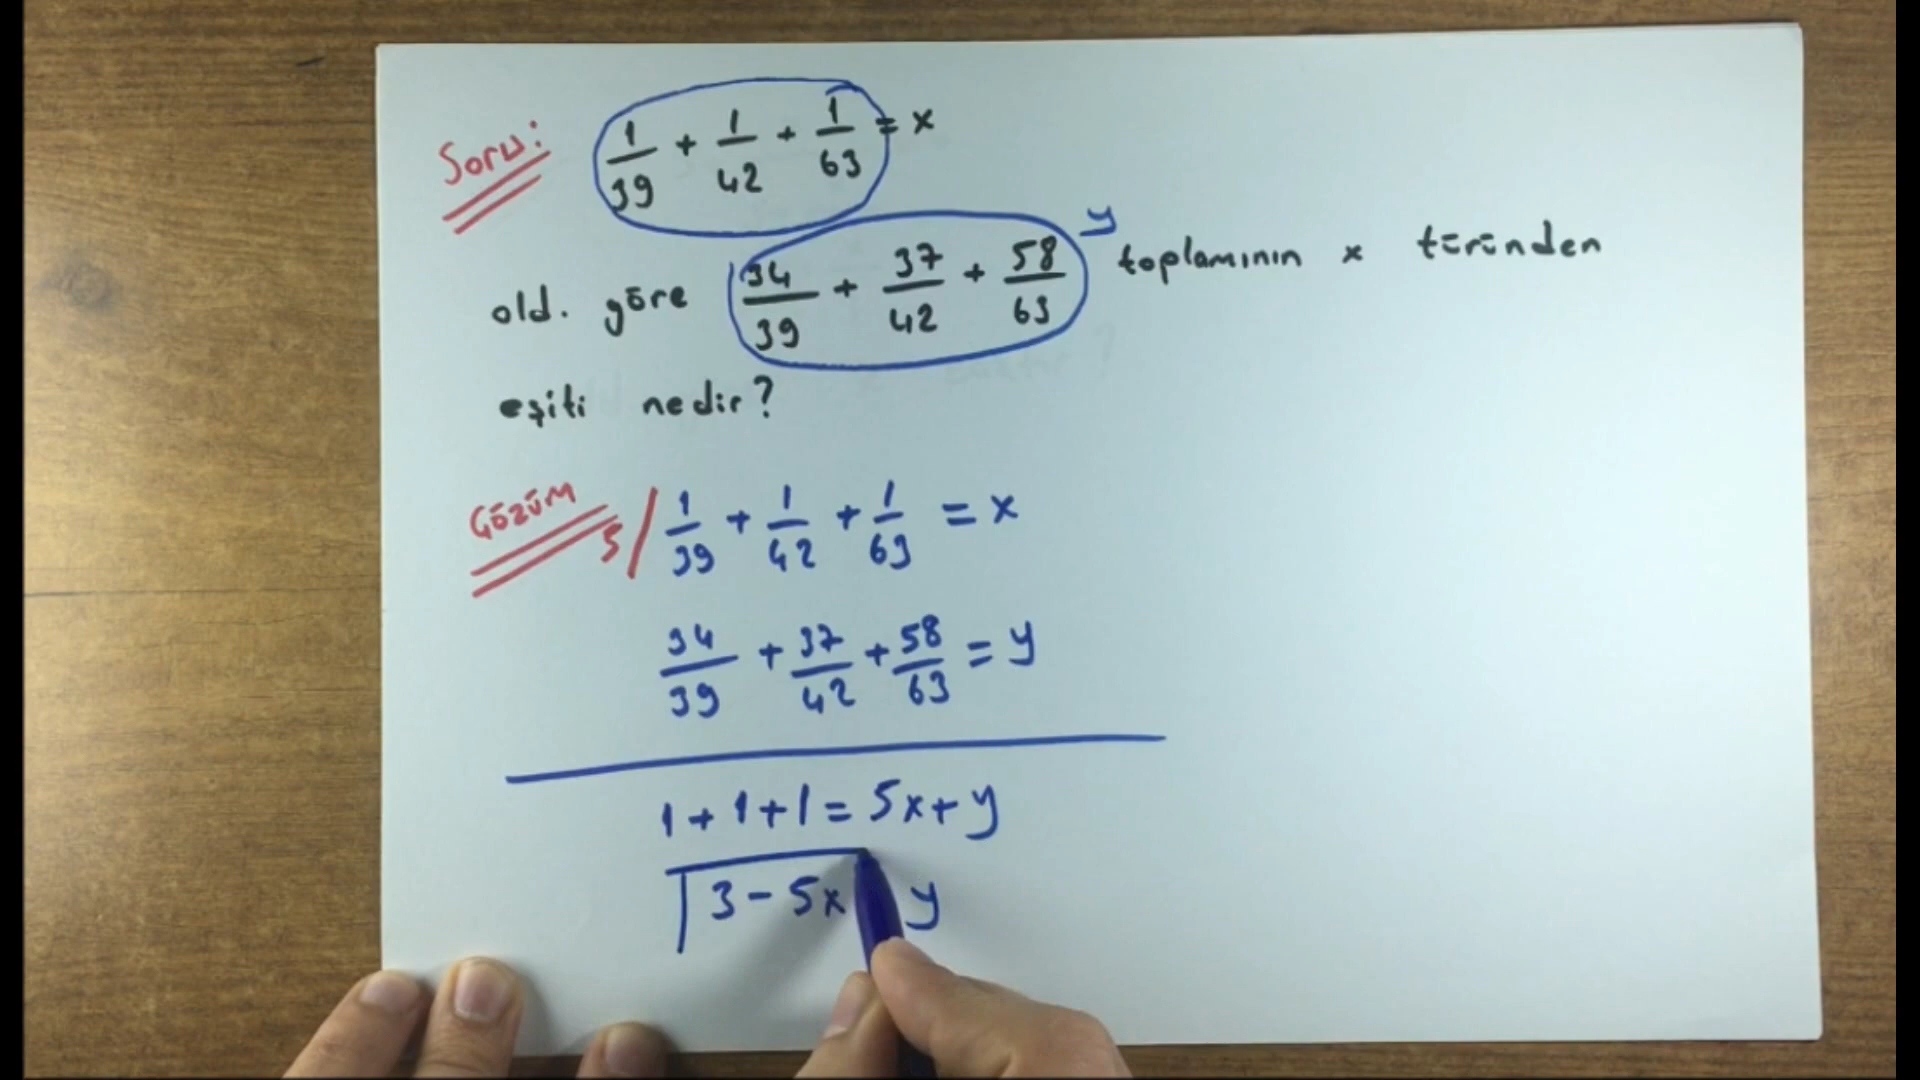 Soru: 1/39 + 1/42 + 1/63 = x
old. göre 34/39 + 37/42 + 58/63 y toplamının x türünden
eşiti nedir?
Çözüm 5/ 1/39 + 1/42 + 1/63 = x
34/39 + 37/42 + 58/63 = y
1 + 1 + 1 = 5x + y
3 - 5x y